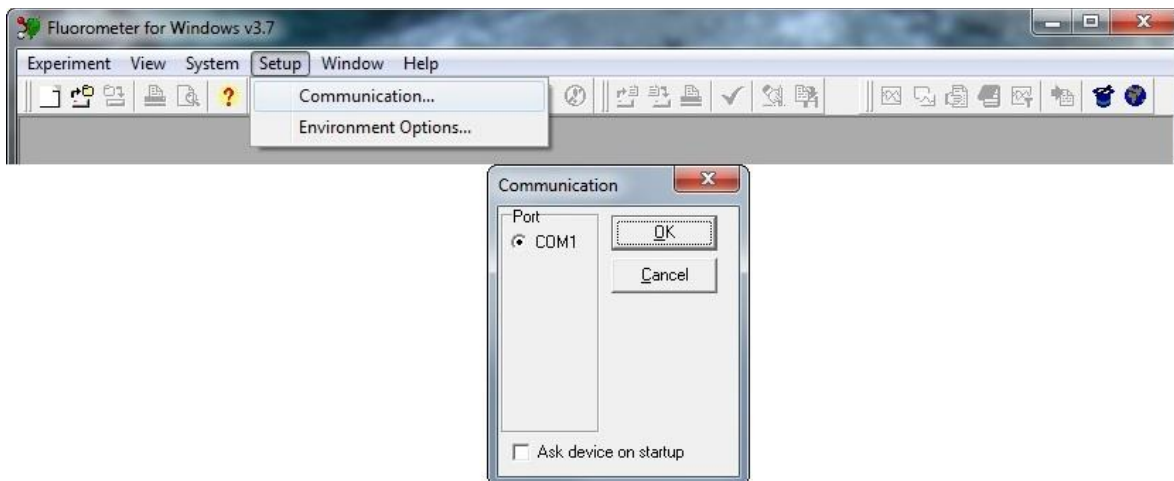 Fluorometer for Windows v3.7
Experiment View System Setup Window Help
Communication...
Environment Options...
Communication
Port
COM1
OK
Cancel
Ask device on startup